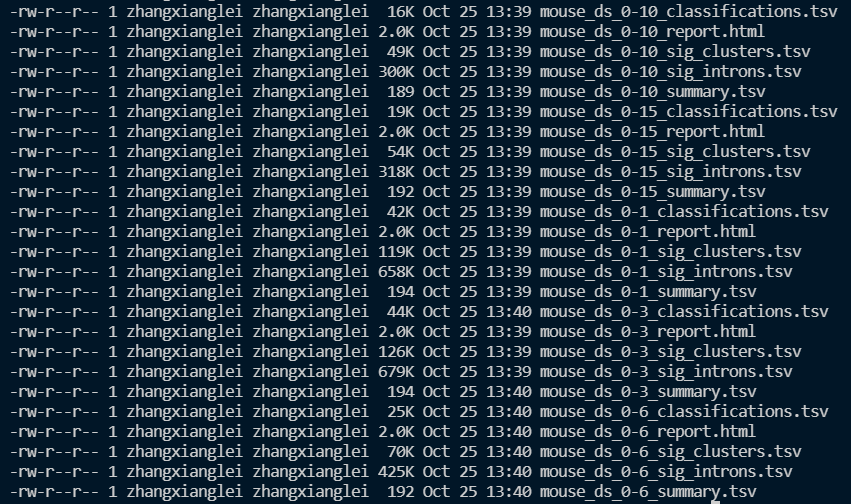 -rw-r--r-- 1 zhangxianglei zhangxianglei  16K Oct 25 13:39 mouse_ds_0-10_classifications.tsv
-rw-r--r-- 1 zhangxianglei zhangxianglei 2.0K Oct 25 13:39 mouse_ds_0-10_report.html
-rw-r--r-- 1 zhangxianglei zhangxianglei  49K Oct 25 13:39 mouse_ds_0-10_sig_clusters.tsv
-rw-r--r-- 1 zhangxianglei zhangxianglei 300K Oct 25 13:39 mouse_ds_0-10_sig_introns.tsv
-rw-r--r-- 1 zhangxianglei zhangxianglei  189 Oct 25 13:39 mouse_ds_0-10_summary.tsv
-rw-r--r-- 1 zhangxianglei zhangxianglei  19K Oct 25 13:39 mouse_ds_0-15_classifications.tsv
-rw-r--r-- 1 zhangxianglei zhangxianglei 2.0K Oct 25 13:39 mouse_ds_0-15_report.html
-rw-r--r-- 1 zhangxianglei zhangxianglei  54K Oct 25 13:39 mouse_ds_0-15_sig_clusters.tsv
-rw-r--r-- 1 zhangxianglei zhangxianglei 318K Oct 25 13:39 mouse_ds_0-15_sig_introns.tsv
-rw-r--r-- 1 zhangxianglei zhangxianglei  192 Oct 25 13:39 mouse_ds_0-15_summary.tsv
-rw-r--r-- 1 zhangxianglei zhangxianglei  42K Oct 25 13:39 mouse_ds_0-1_classifications.tsv
-rw-r--r-- 1 zhangxianglei zhangxianglei 2.0K Oct 25 13:39 mouse_ds_0-1_report.html
-rw-r--r-- 1 zhangxianglei zhangxianglei 119K Oct 25 13:39 mouse_ds_0-1_sig_clusters.tsv
-rw-r--r-- 1 zhangxianglei zhangxianglei 658K Oct 25 13:39 mouse_ds_0-1_sig_introns.tsv
-rw-r--r-- 1 zhangxianglei zhangxianglei  194 Oct 25 13:39 mouse_ds_0-1_summary.tsv
-rw-r--r-- 1 zhangxianglei zhangxianglei  44K Oct 25 13:40 mouse_ds_0-3_classifications.tsv
-rw-r--r-- 1 zhangxianglei zhangxianglei 2.0K Oct 25 13:39 mouse_ds_0-3_report.html
-rw-r--r-- 1 zhangxianglei zhangxianglei 126K Oct 25 13:39 mouse_ds_0-3_sig_clusters.tsv
-rw-r--r-- 1 zhangxianglei zhangxianglei 679K Oct 25 13:39 mouse_ds_0-3_sig_introns.tsv
-rw-r--r-- 1 zhangxianglei zhangxianglei  194 Oct 25 13:40 mouse_ds_0-3_summary.tsv
-rw-r--r-- 1 zhangxianglei zhangxianglei  25K Oct 25 13:40 mouse_ds_0-6_classifications.tsv
-rw-r--r-- 1 zhangxianglei zhangxianglei 2.0K Oct 25 13:40 mouse_ds_0-6_report.html
-rw-r--r-- 1 zhangxianglei zhangxianglei  70K Oct 25 13:40 mouse_ds_0-6_sig_clusters.tsv
-rw-r--r-- 1 zhangxianglei zhangxianglei 425K Oct 25 13:40 mouse_ds_0-6_sig_introns.tsv
-rw-r--r-- 1 zhangxianglei zhangxianglei  192 Oct 25 13:40 mouse_ds_0-6_summary.tsv